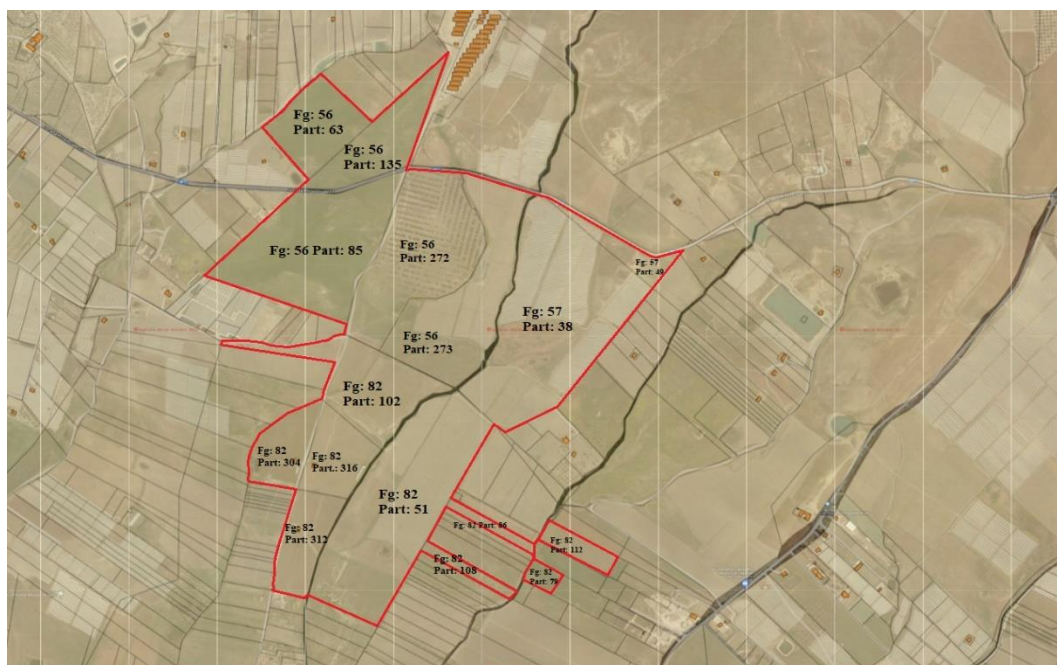 Fg: 56
Part: 63
Fg: 56
Part: 135
Fg: 56 Part: 85
Fg: 56
Part: 272
Fg: 57
Part: 49
Fg: 57
Part: 38
Fg: 56
Part: 273
Fg: 82
Part: 102
Fg: 82
Part: 304
Fg: 82
Part.: 316
Fg: 82
Part: 51
Fg: 82
Part: 312
Fg: 82 Part: 86
Fg: 82
Part: 112
Fg: 82
Part: 108
Fg: 82
Part: 79